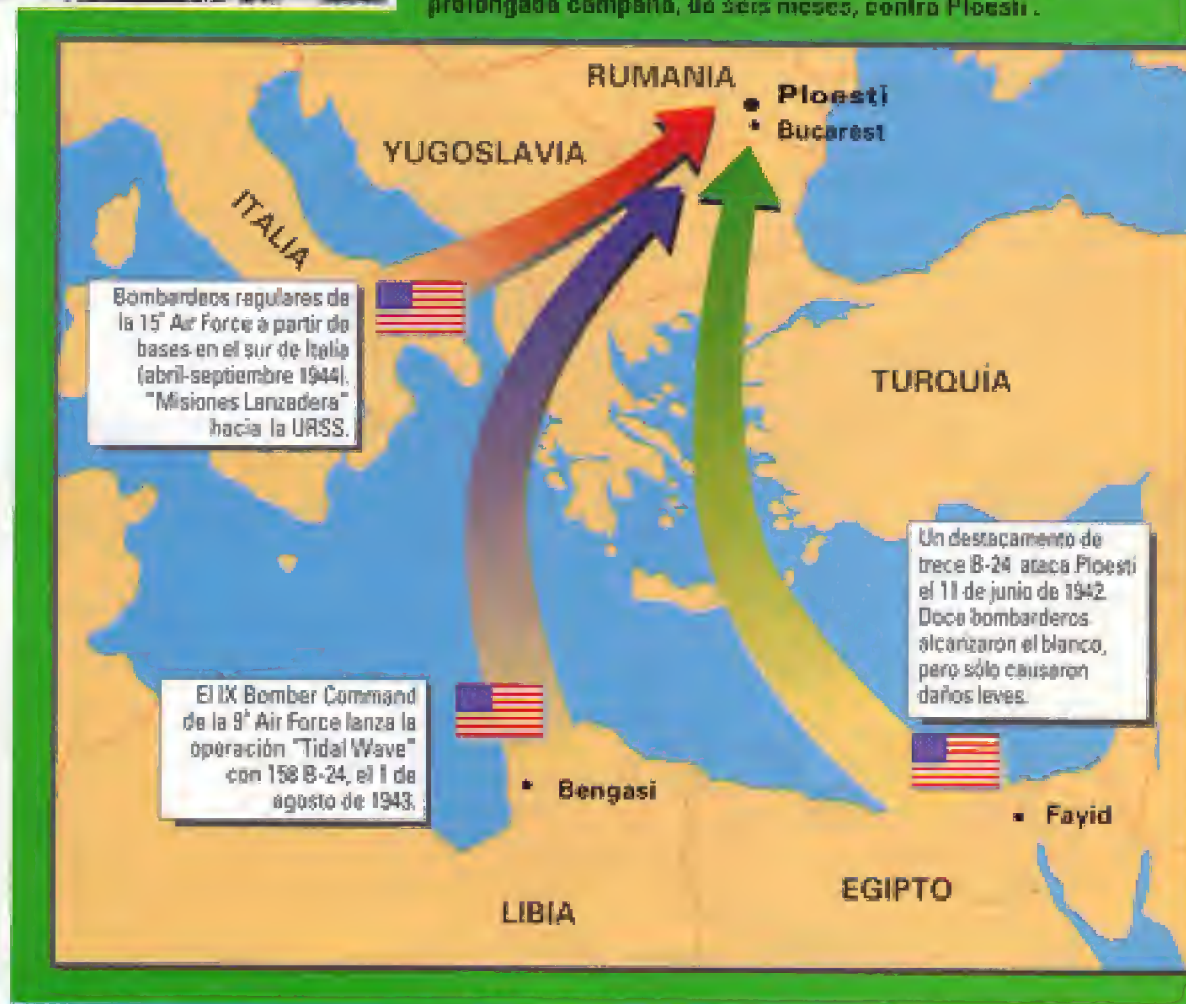 prolongada campaña, de seis meses, contra Ploesti .
RUMANIA
Ploesti
Bucarest
YUGOSLAVIA
ITALIA
Bombardeos regulares de
la 15ª Air Force a partir de
bases en el sur de Italia
(abril-septiembre 1944).
"Misiones Lanzadera"
hacia la URSS.
TURQUÍA
Un destacamento de
trece B-24 ataca Ploesti
el 11 de junio de 1942.
Doce bombarderos
alcanzaron el blanco,
pero sólo causaron
daños leves.
El IX Bomber Command
de la 9ª Air Force lanza la
operación "Tidal Wave"
con 158 B-24, el 1 de
agosto de 1943.
Bengasi
Fayid
EGIPTO
LIBIA